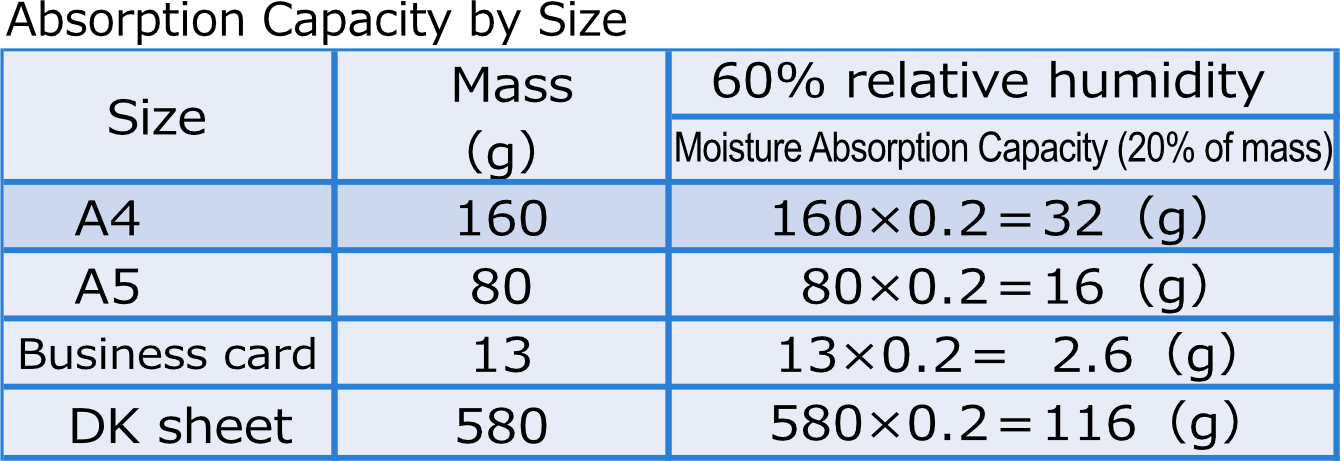 Absorption Capacity by Size
Size
Mass
(g)
60% relative humidity
Moisture Absorption Capacity (20% of mass)
A4 160 160×0.2=32 (g)
A5 80 80×0.2=16 (g)
Business card 13 13×0.2= 2.6 (g)
DK sheet 580 580×0.2=116 (g)